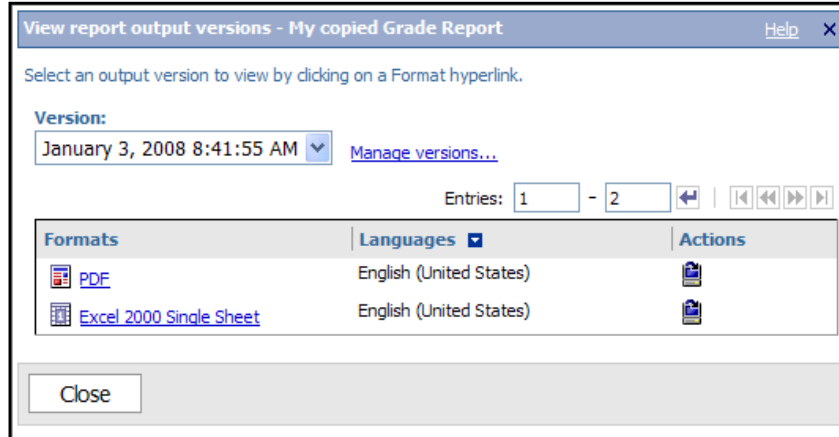 View report output versions - My copied Grade Report Help
Select an output version to view by clicking on a Format hyperlink.
Version:
January 3, 2008 8:41:55 AM Manage versions...
Entries: 1 - 2
Formats Languages Actions
PDF English (United States)
Excel 2000 Single Sheet English (United States)
Close